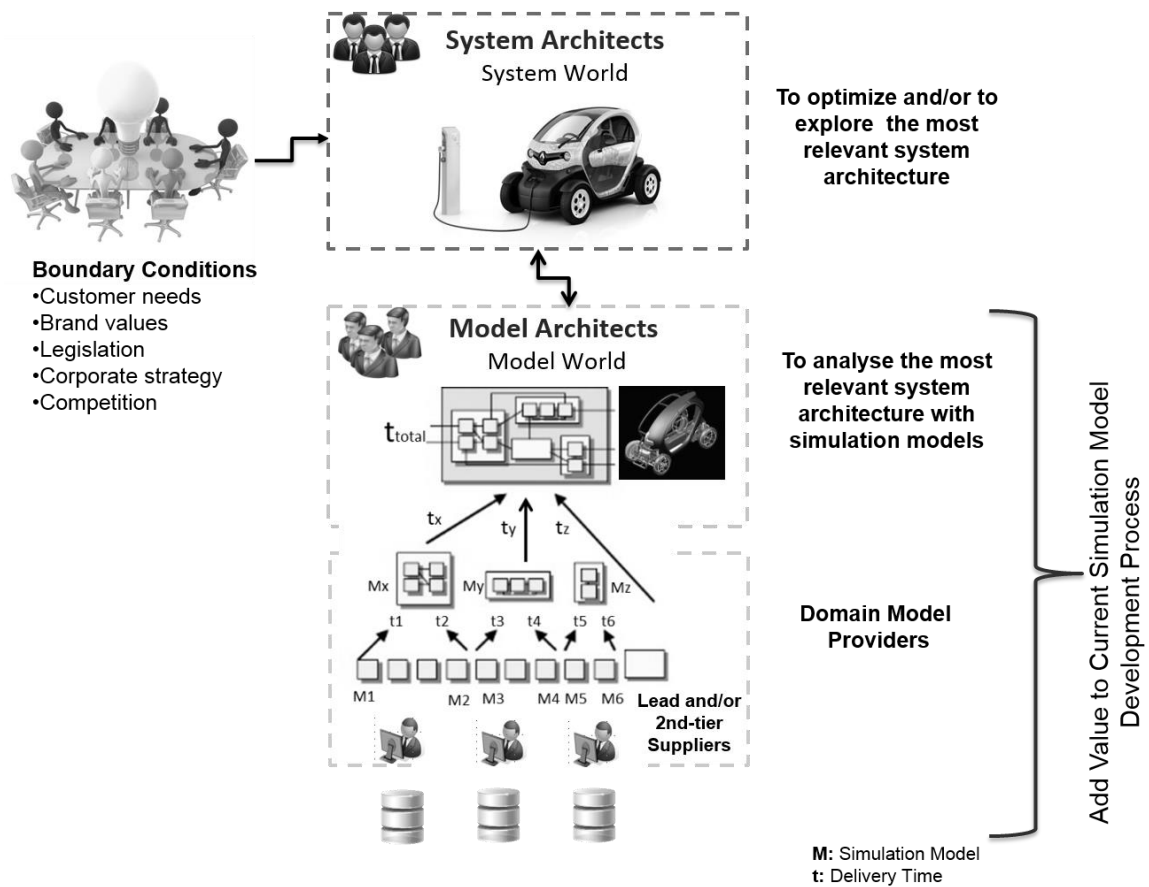 System Architects
System World
To optimize and/or to
explore the most
relevant system
architecture
Boundary Conditions
•Customer needs
•Brand values
•Legislation
•Corporate strategy
•Competition
Model Architects
Model World
ttotal
To analyse the most
relevant system
architecture with
simulation models
tx
ty
tz
Mx
My
Mz
t1
t2
t3
t4
t5
t6
Domain Model
Providers
M1
M2
M3
M4
M5
M6
Lead and/or
2nd-tier
Suppliers
Add Value to Current Simulation Model
Development Process
M: Simulation Model
t: Delivery Time